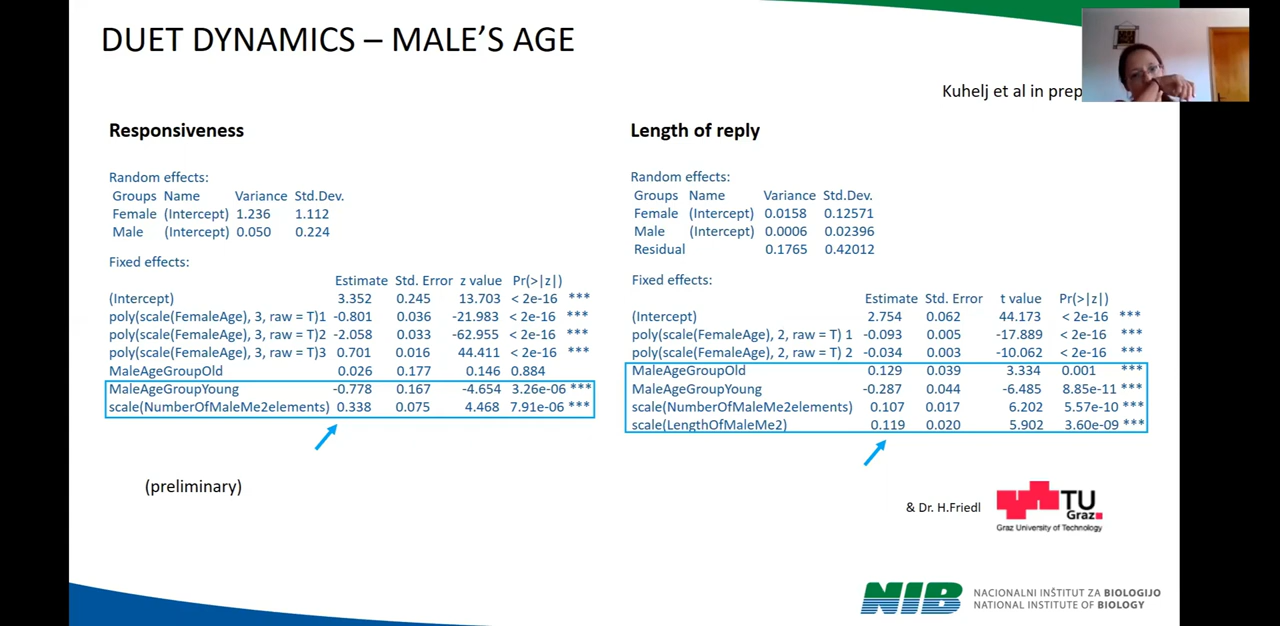 DUET DYNAMICS – MALE'S AGE
Kuhelj et al in prep
Responsiveness
Random effects:
Groups Name Variance Std.Dev.
Female (Intercept) 1.236 1.112
Male (Intercept) 0.050 0.224
Fixed effects:
Estimate Std. Error z value Pr(>|z|)
(Intercept) 3.352 0.245 13.703 < 2e-16 ***
poly(scale(FemaleAge), 3, raw = T)1 -0.801 0.036 -21.983 < 2e-16 ***
poly(scale(FemaleAge), 3, raw = T)2 -2.058 0.033 -62.955 < 2e-16 ***
poly(scale(FemaleAge), 3, raw = T)3 0.701 0.016 44.411 < 2e-16 ***
MaleAgeGroupOld 0.026 0.177 0.146 0.884
MaleAgeGroupYoung -0.778 0.167 -4.654 3.26e-06 ***
scale(NumberOfMaleMe2elements) 0.338 0.075 4.468 7.91e-06 ***
(preliminary)
Length of reply
Random effects:
Groups Name Variance Std.Dev.
Female (Intercept) 0.0158 0.12571
Male (Intercept) 0.0006 0.02396
Residual 0.1765 0.42012
Fixed effects:
Estimate Std. Error t value Pr(>|z|)
(Intercept) 2.754 0.062 44.173 < 2e-16 ***
poly(scale(FemaleAge), 2, raw = T) 1 -0.093 0.005 -17.889 < 2e-16 ***
poly(scale(FemaleAge), 2, raw = T) 2 -0.034 0.003 -10.062 < 2e-16 ***
MaleAgeGroupOld 0.129 0.039 3.334 0.001 ***
MaleAgeGroupYoung -0.287 0.044 -6.485 8.85e-11 ***
scale(NumberOfMaleMe2elements) 0.107 0.017 6.202 5.57e-10 ***
scale(LengthOfMaleMe2) 0.119 0.020 5.902 3.60e-09 ***
& Dr. H.Friedl
TU
Graz
Graz University of Technology
NIB
NACIONALNI INŠTITUT ZA BIOLOGIJO
NATIONAL INSTITUTE OF BIOLOGY